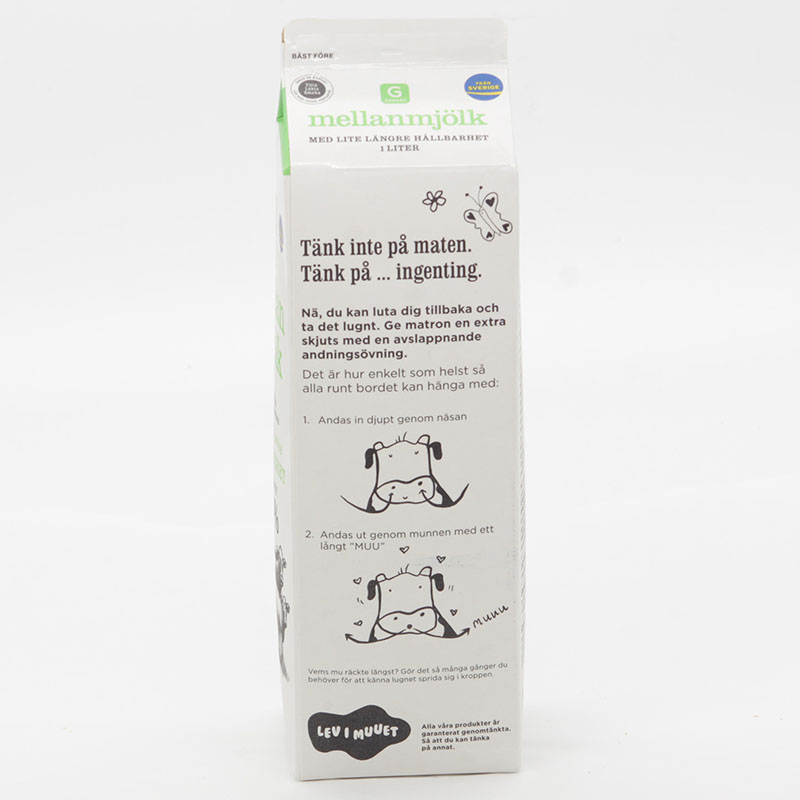 BÄST FÖRE
G
GARANT
FRÅN
SVERIGE
mellanmjölk
MED LITE LÄNGRE HÅLLBARHET
1 LITER
Tänk inte på maten.
Tänk på ... ingenting.
Nä, du kan luta dig tillbaka och
ta det lugnt. Ge matron en extra
skjuts med en avslappnande
andningsövning.
Det är hur enkelt som helst så
alla runt bordet kan hänga med:
1. Andas in djupt genom näsan
2. Andas ut genom munnen med ett
långt "MUU"
MUUU
Vems mu räckte längst? Gör det så många gånger du
behöver för att känna lugnet sprida sig i kroppen.
LEV I MUUET
Alla våra produkter är
garanterat genomtänkta.
Så att du kan tänka
på annat.